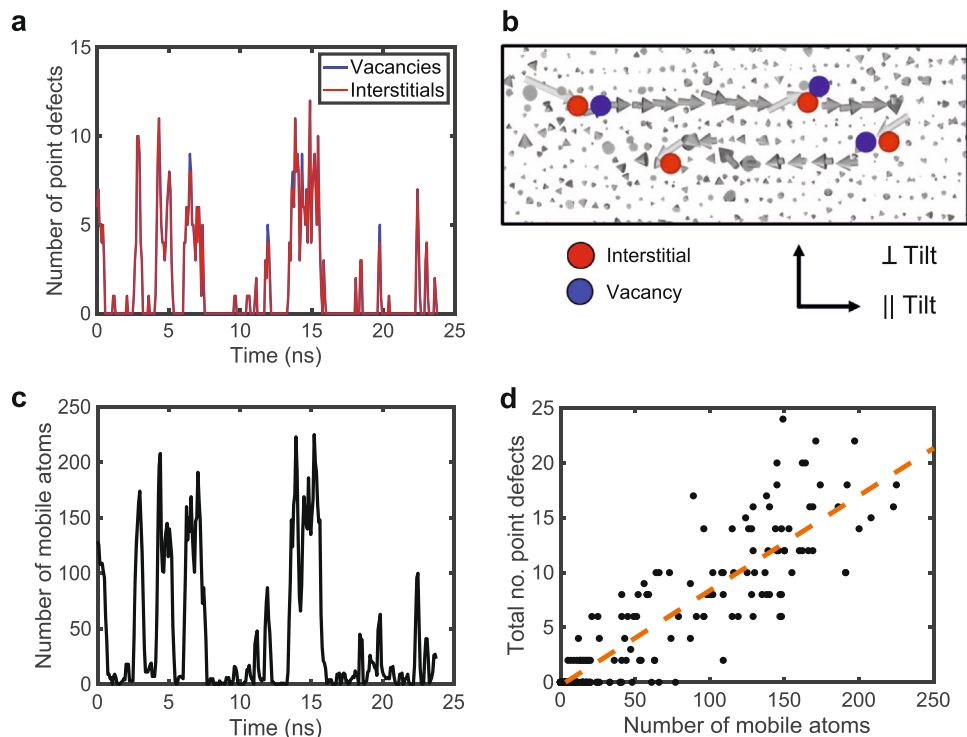 a
15
10
5
0
Number of point defects
Vacancies
Interstitials
0 5 10 15 20 25
Time (ns)
b
Interstitial
Vacancy
⊥ Tilt
|| Tilt
c
250
200
150
100
50
0
Number of mobile atoms
0 5 10 15 20 25
Time (ns)
d
25
20
15
10
5
0
Total no. point defects
0 50 100 150 200 250
Number of mobile atoms